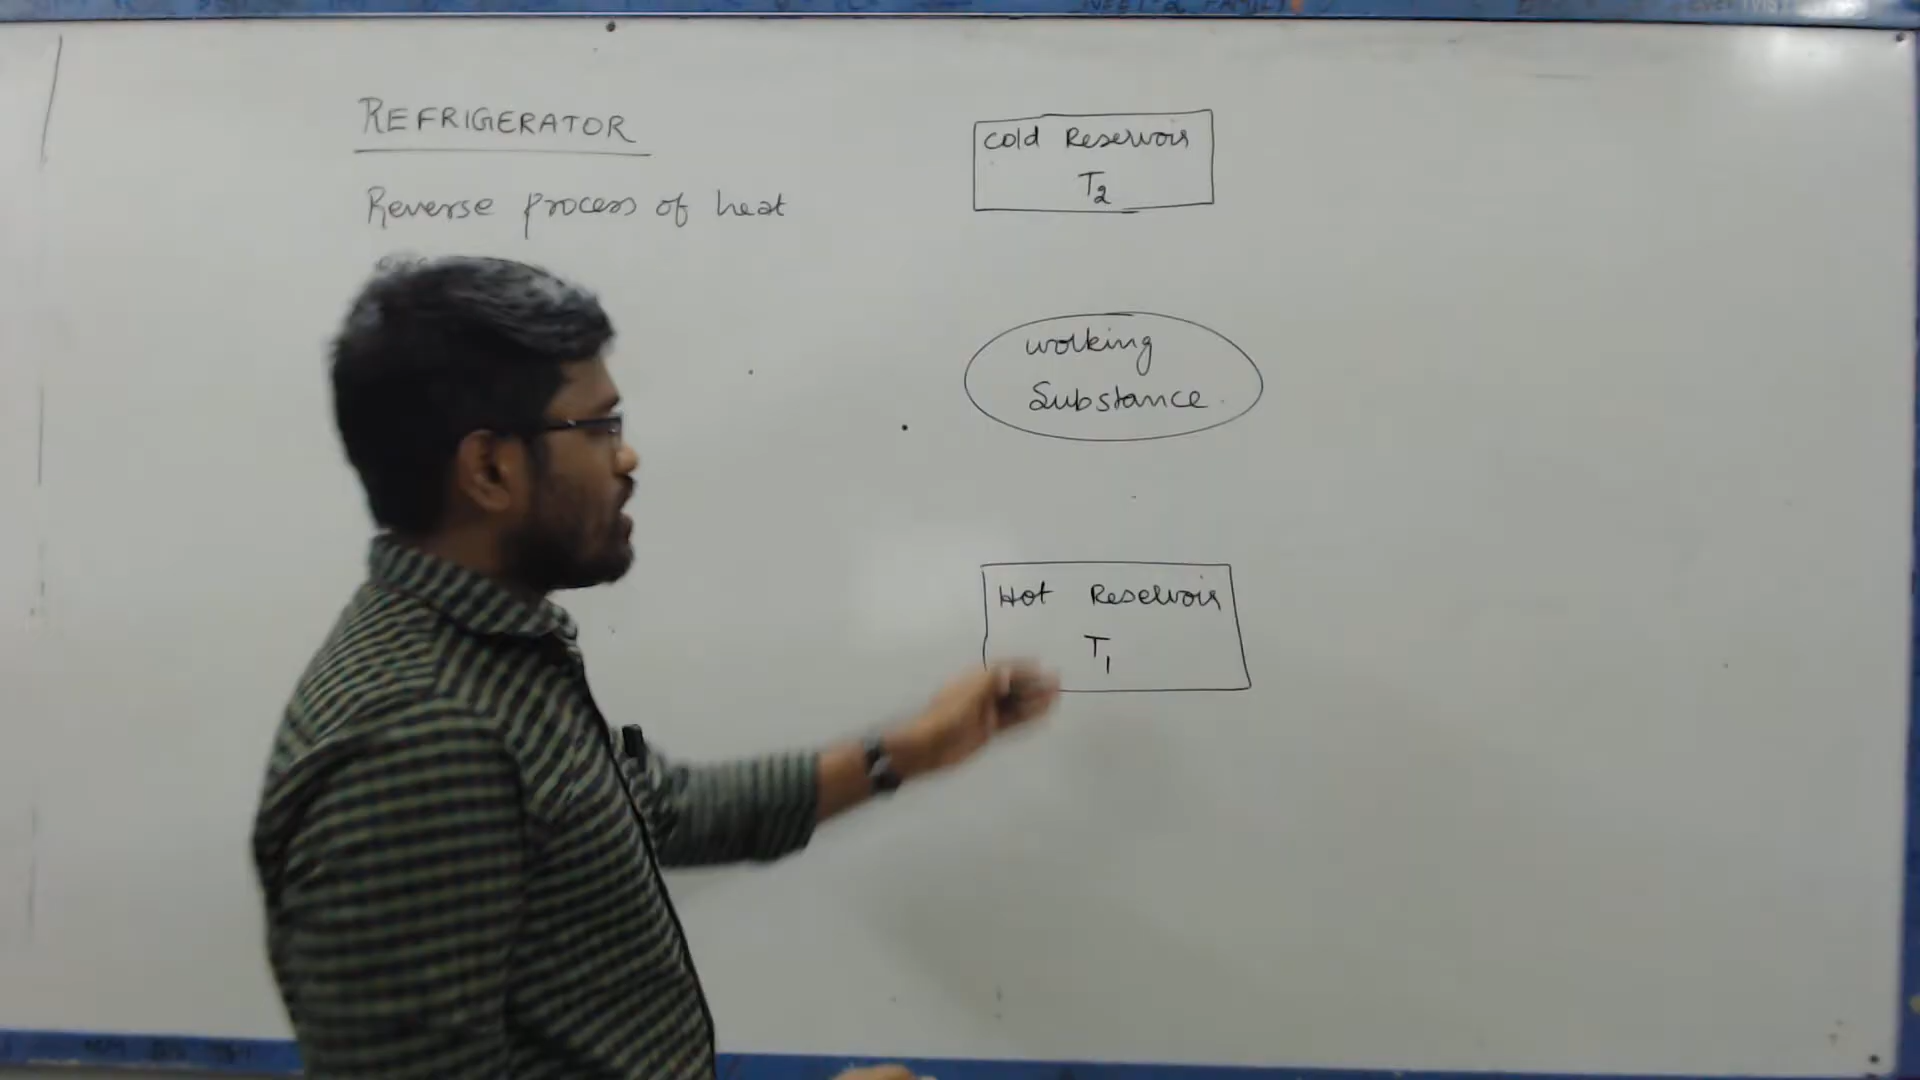 REFRIGERATOR
Reverse process of heat
Cold Reservoir
T2
Working
Substance
Hot Reservoir
T1